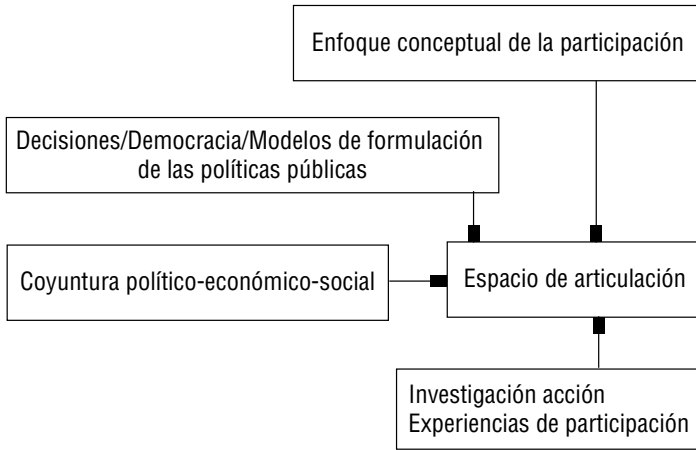 Enfoque conceptual de la participación
Decisiones/Democracia/Modelos de formulación
de las políticas públicas
Coyuntura político-económico-social
Espacio de articulación
Investigación acción
Experiencias de participación